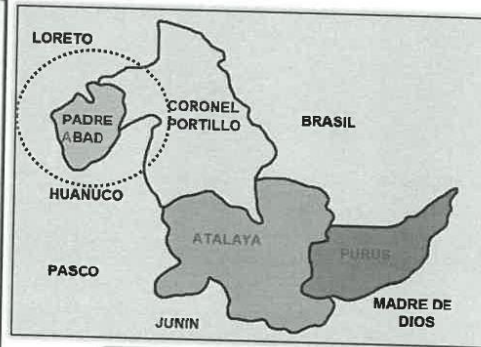 LORETO
PADRE
ABAD
CORONEL
PORTILLO
BRASIL
HUANUCO
ATALAYA
PURUS
PASCO
MADRE DE
DIOS
JUNIN